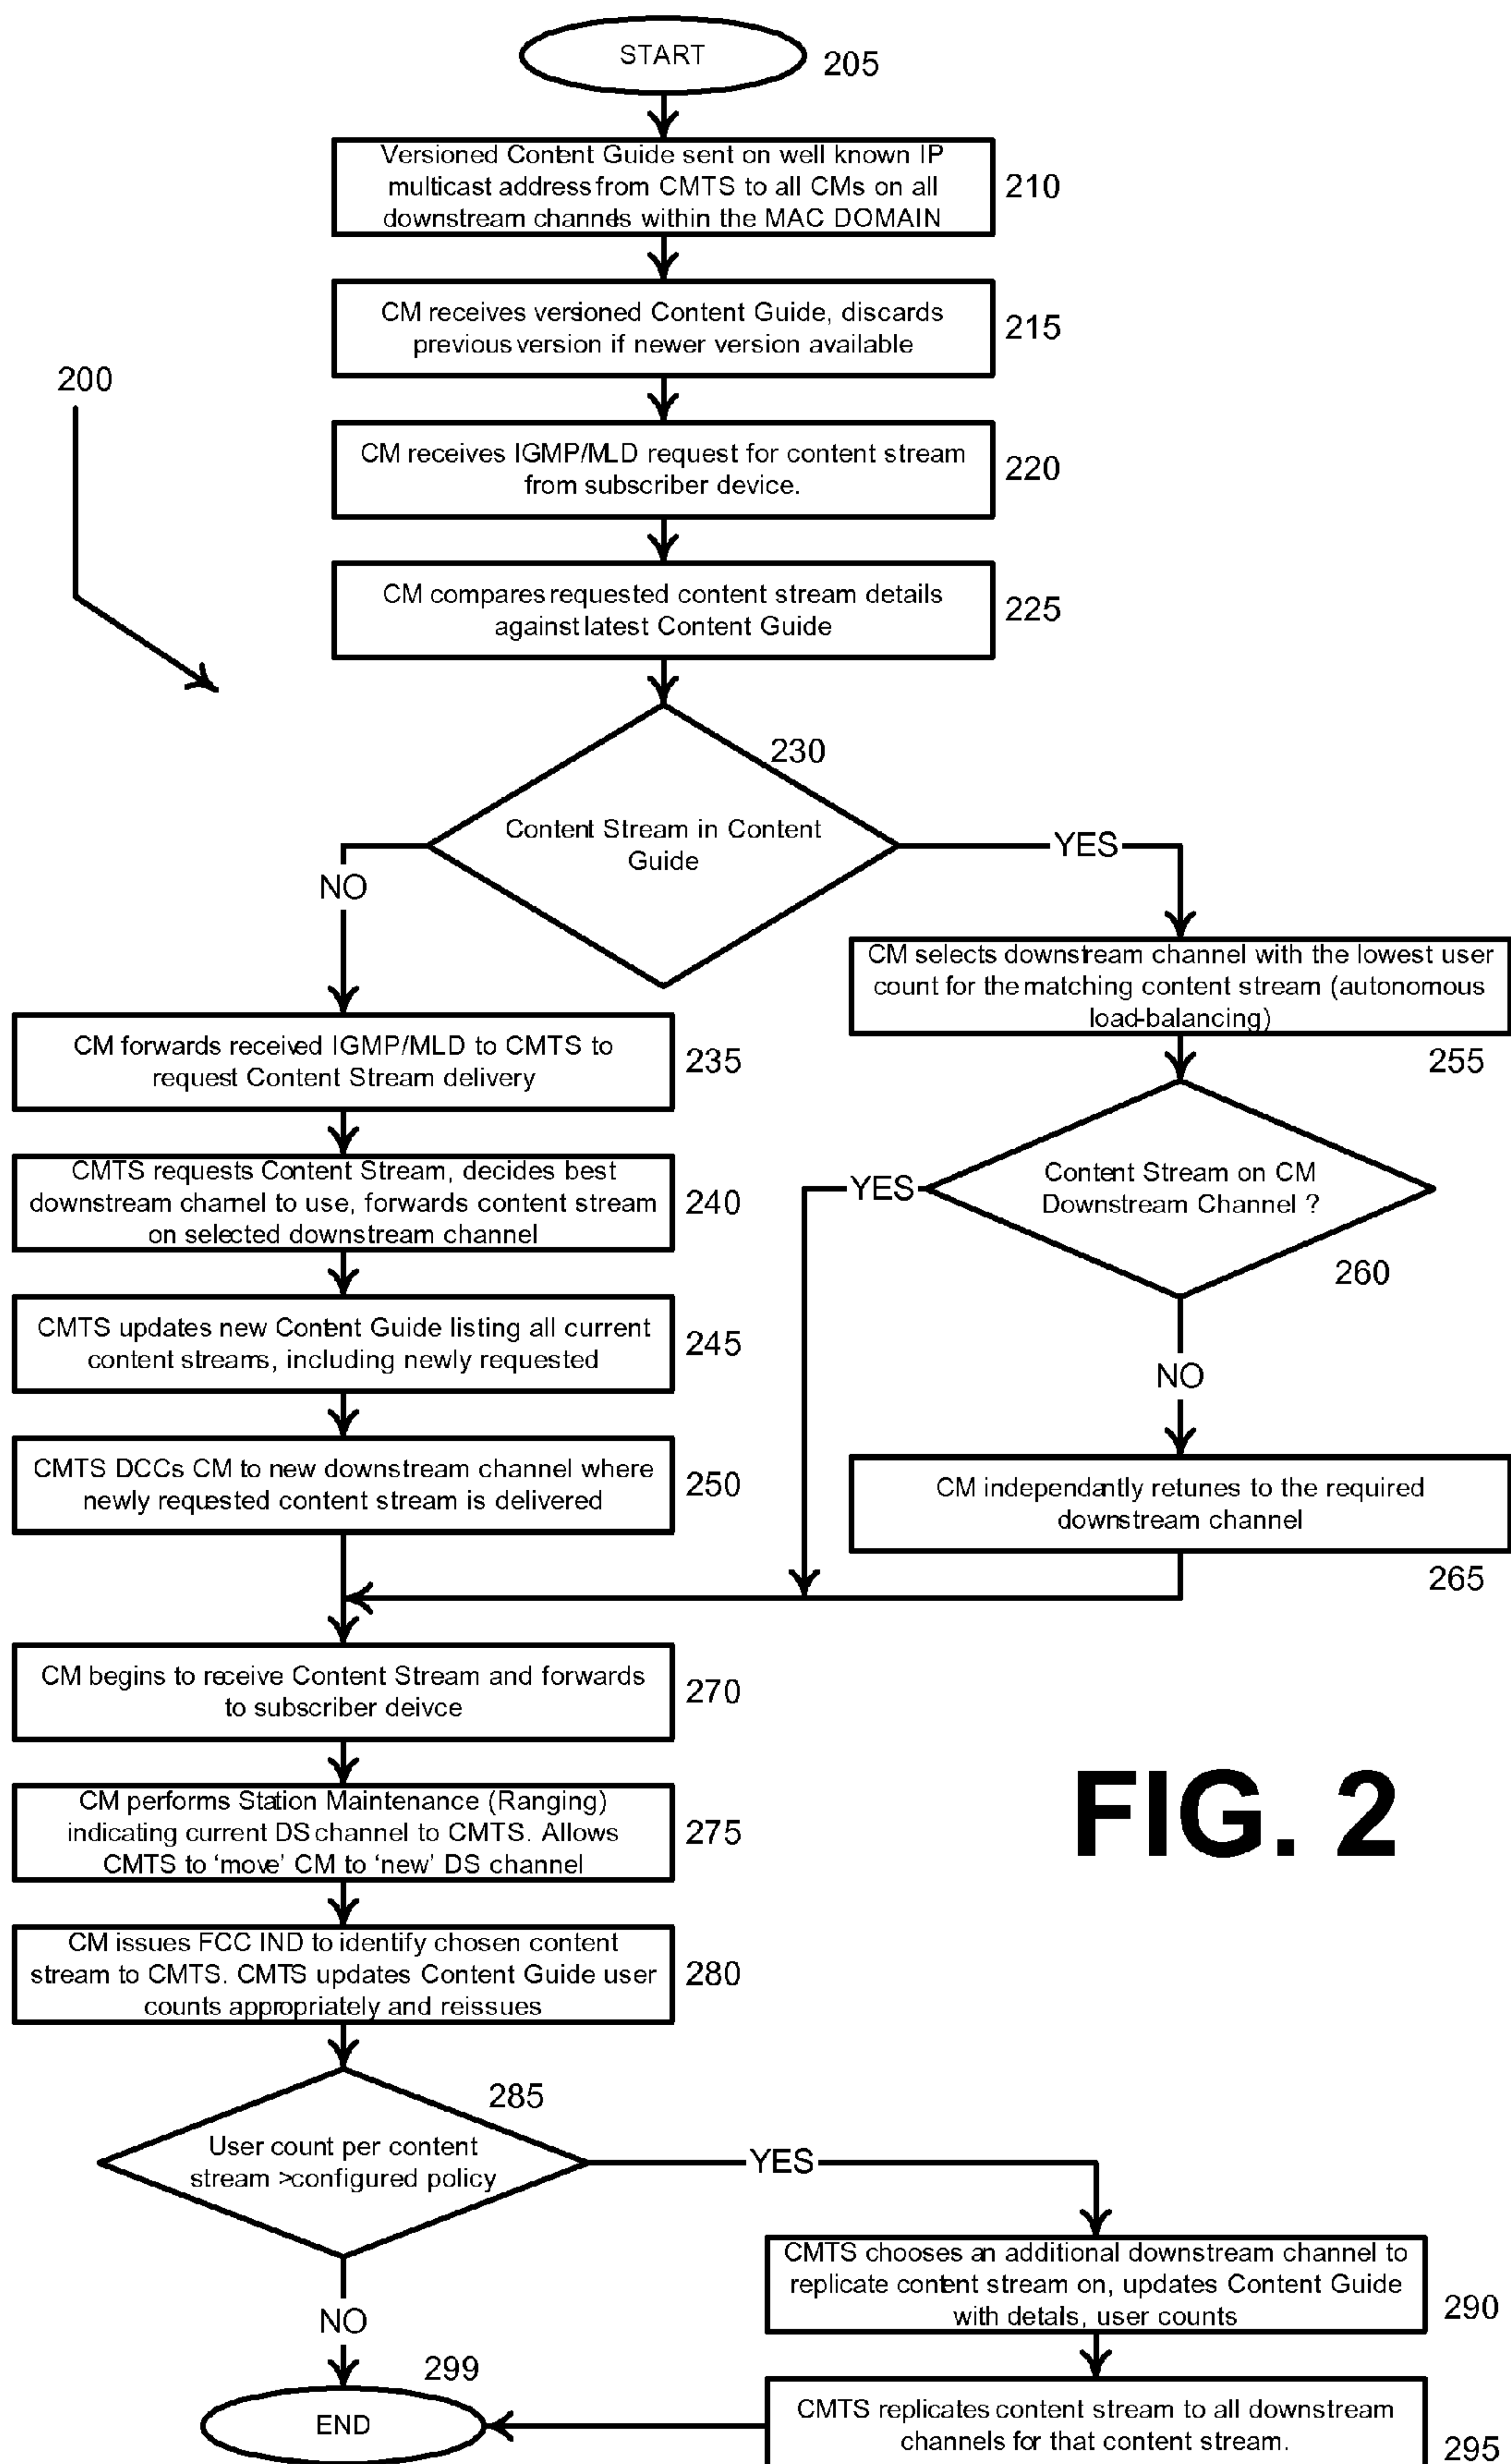 START
205
Versioned Content Guide sent on well known IP
multicast address from CMTS to all CMs on all
downstream channels within the MAC DOMAIN
210
CM receives versioned Content Guide, discards
previous version if newer version available
215
200
CM receives IGMP/MLD request for content stream
from subscriber device.
220
CM compares requested content stream details
against latest Content Guide
225
230
Content Stream in Content
Guide
YES
NO
CM selects downstream channel with the lowest user
count for the matching content stream (autonomous
load-balancing)
255
CM forwards received IGMP/MLD to CMTS to
request Content Stream delivery
235
CMTS requests Content Stream, decides best
downstream channel to use, forwards content stream
on selected downstream channel
240
YES
Content Stream on CM
Downstream Channel ?
260
CMTS updates new Content Guide listing all current
content streams, including newly requested
245
NO
CMTS DCCs CM to new downstream channel where
newly requested content stream is delivered
250
CM independantly retunes to the required
downstream channel
265
CM begins to receive Content Stream and forwards
to subscriber deivce
270
CM performs Station Maintenance (Ranging)
indicating current DS channel to CMTS. Allows
CMTS to ‘move’ CM to ‘new’ DS channel
275
FIG. 2
CM issues FCC IND to identify chosen content
stream to CMTS. CMTS updates Content Guide user
counts appropriately and reissues
280
285
User count per content
stream >configured policy
YES
NO
CMTS chooses an additional downstream channel to
replicate content stream on, updates Content Guide
with detals, user counts
290
299
END
CMTS replicates content stream to all downstream
channels for that content stream.
295